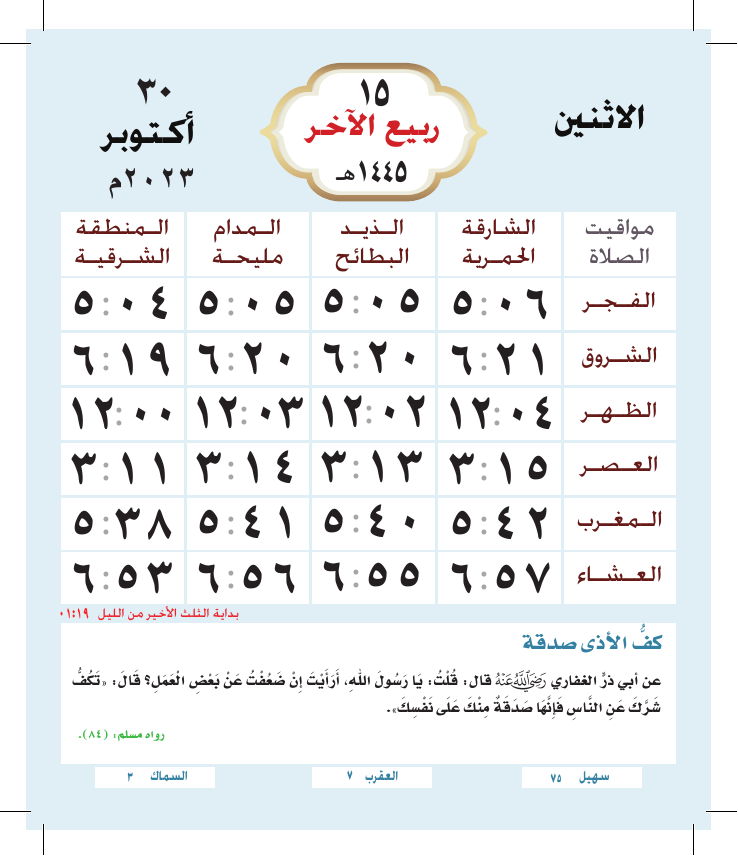 الاثنين
١٥
ربيع الآخر
١٤٤٥هـ
٣٠
أكتوبر
٢٠٢٣م
مواقيت الصلاة الشارقة الحمرية الذيد البطائح المدام مليحة المنطقة الشرقية
الفجر ٥:٠٦ ٥:٠٥ ٥:٠٥ ٥:٠٤
الشروق ٦:٢١ ٦:٢٠ ٦:٢٠ ٦:١٩
الظهر ١٢:٠٤ ١٢:٠٢ ١٢:٠٣ ١٢:٠٠
العصر ٣:١٥ ٣:١٣ ٣:١٤ ٣:١١
المغرب ٥:٤٢ ٥:٤٠ ٥:٤١ ٥:٣٨
العشاء ٦:٥٧ ٦:٥٥ ٦:٥٦ ٦:٥٣
بداية الثلث الأخير من الليل ٠١:١٩
كفُّ الأذى صدقة
عن أبي ذرِّ الغفاري رَضِيَ اللَّهُ عَنْهُ قال: قُلْتُ: يَا رَسُولَ اللَّهِ، أَرَأَيْتَ إِنْ ضَعُفْتُ عَنْ بَعْضِ الْعَمَلِ؟ قَالَ: «تَكُفُّ
شَرَّكَ عَنِ النَّاسِ فَإِنَّهَا صَدَقَةٌ مِنْكَ عَلَى نَفْسِكَ».
رواه مسلم: (٨٤).
سهيل ٧٥
العقرب ٧
السماك ٣